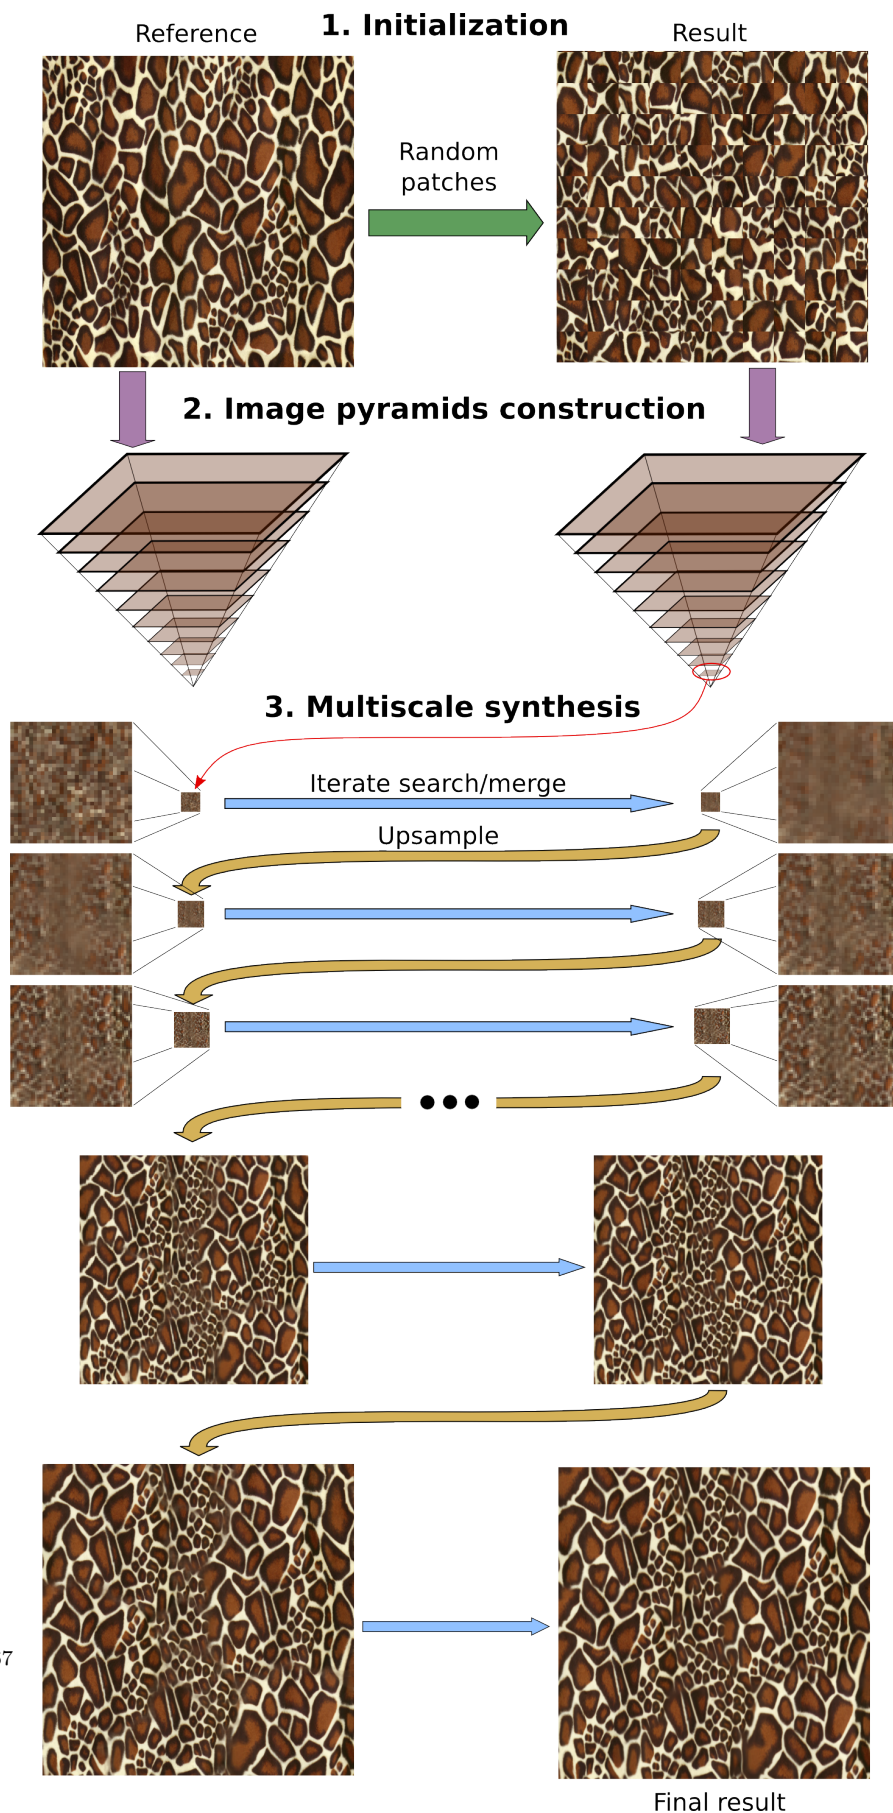 1. Initialization
Reference
Result
Random
patches
2. Image pyramids construction
3. Multiscale synthesis
Iterate search/merge
Upsample
Final result